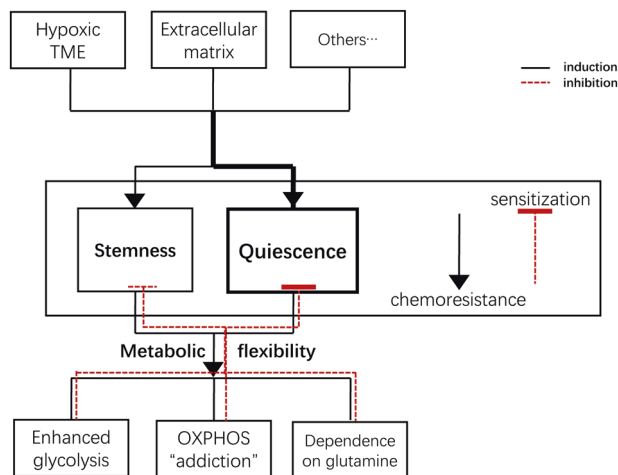 Hypoxic
TME
Extracellular
matrix
Others…
induction
inhibition
Stemness
Quiescence
sensitization
chemoresistance
Metabolic flexibility
Enhanced
glycolysis
OXPHOS
“addiction”
Dependence
on glutamine